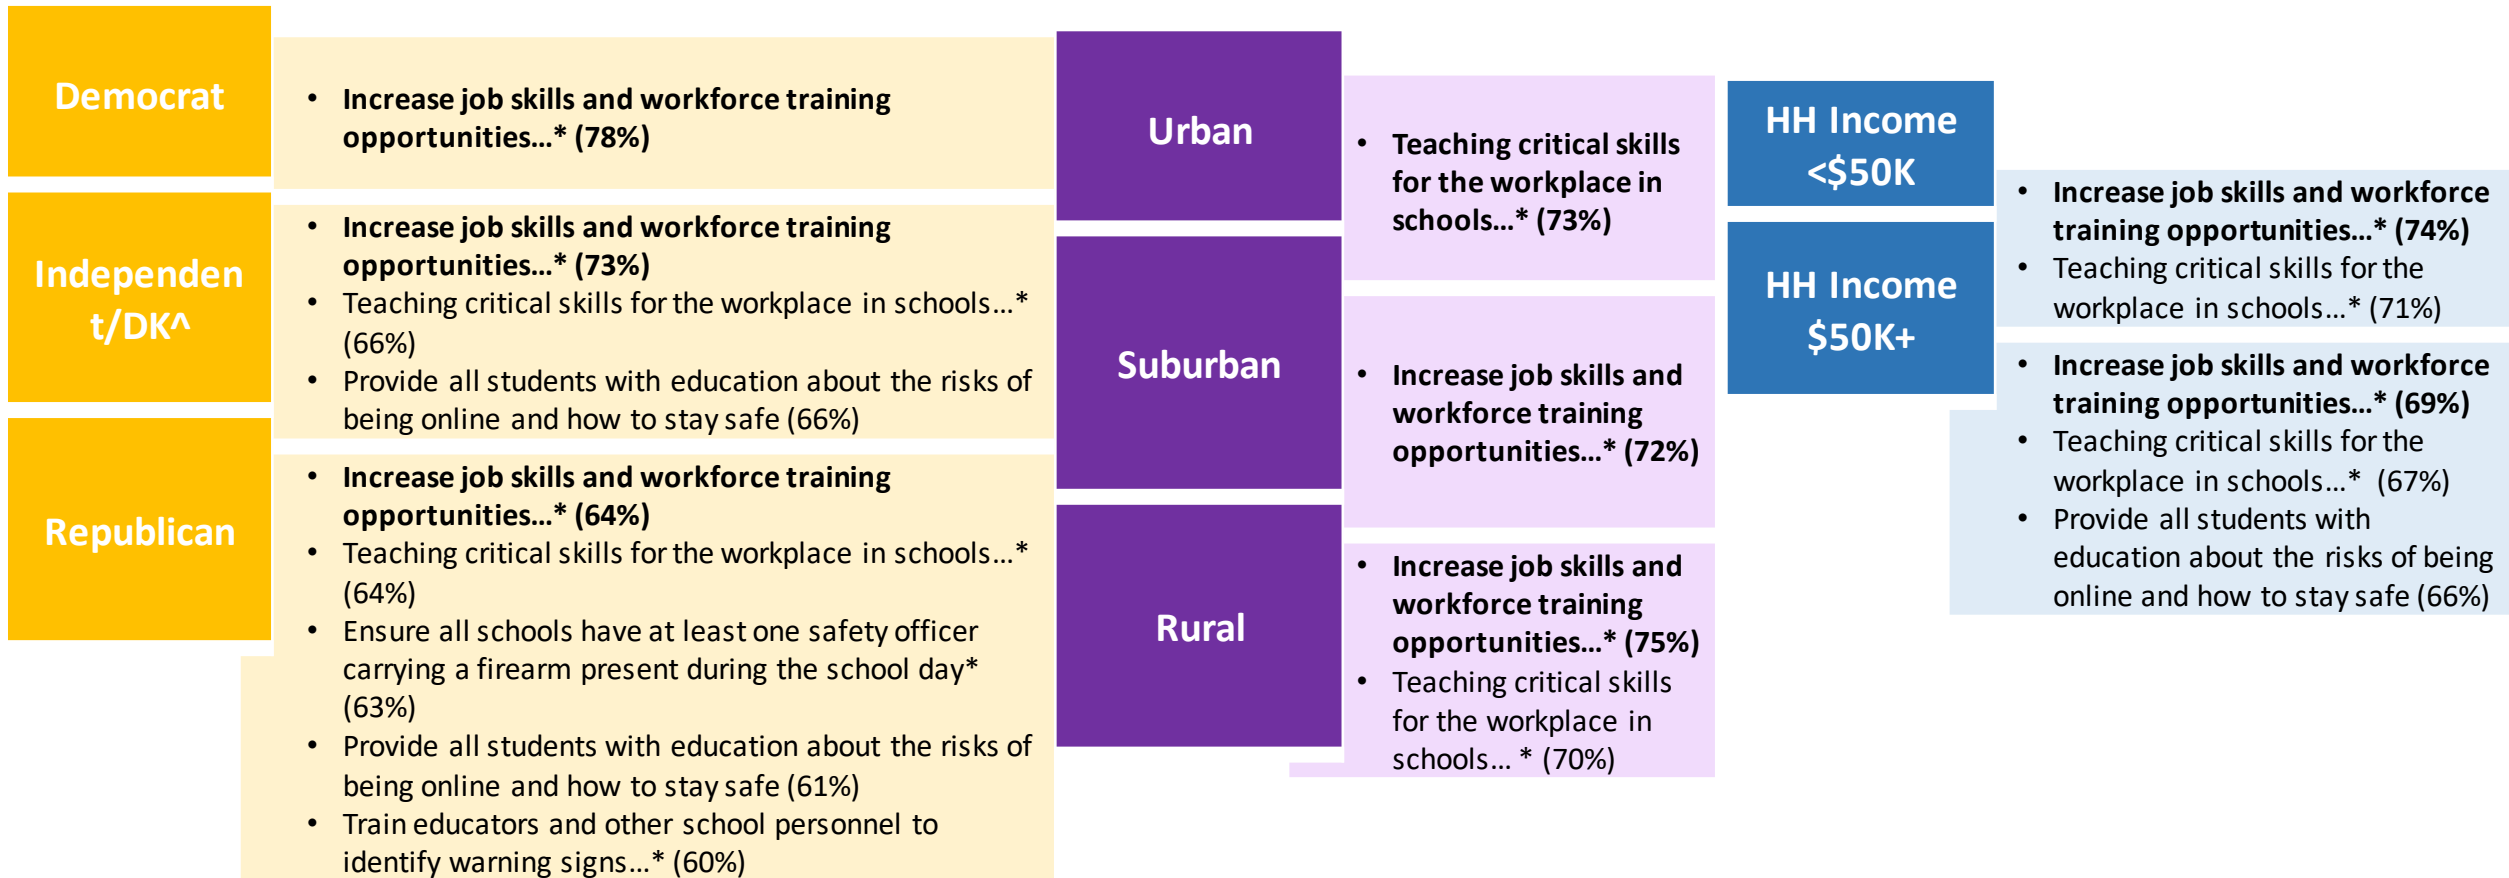 Democrat
• Increase job skills and workforce training
opportunities...* (78%)
Independen
t/DK^
• Increase job skills and workforce training
opportunities...* (73%)
• Teaching critical skills for the workplace in schools...*
(66%)
• Provide all students with education about the risks of
being online and how to stay safe (66%)
Republican
• Increase job skills and workforce training
opportunities...* (64%)
• Teaching critical skills for the workplace in schools...*
(64%)
• Ensure all schools have at least one safety officer
carrying a firearm present during the school day*
(63%)
• Provide all students with education about the risks of
being online and how to stay safe (61%)
• Train educators and other school personnel to
identify warning signs...* (60%)
Urban
• Teaching critical skills
for the workplace in
schools...* (73%)
Suburban
• Increase job skills and
workforce training
opportunities...* (72%)
Rural
• Increase job skills and
workforce training
opportunities...* (75%)
• Teaching critical skills
for the workplace in
schools... * (70%)
HH Income
<$50K
• Increase job skills and workforce
training opportunities...* (74%)
• Teaching critical skills for the
workplace in schools...* (71%)
HH Income
$50K+
• Increase job skills and workforce
training opportunities...* (69%)
• Teaching critical skills for the
workplace in schools...* (67%)
• Provide all students with
education about the risks of being
online and how to stay safe (66%)